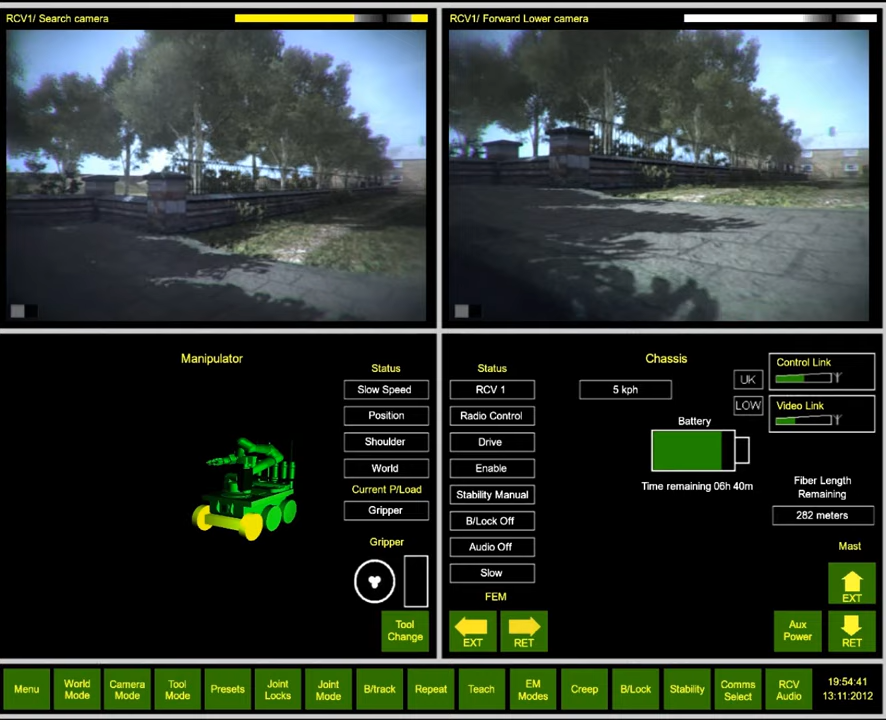 RCV1/ Search camera
RCV1/ Forward Lower camera
Manipulator
Status
Slow Speed
Position
Shoulder
World
Current P/Load
Gripper
Gripper
Tool
Change
Status
RCV 1
Radio Control
Drive
Enable
Stability Manual
B/Lock Off
Audio Off
Slow
FEM
EXT
RET
Chassis
5 kph
UK
LOW
Control Link
Video Link
Battery
Time remaining 06h 40m
Fiber Length
Remaining
282 meters
Mast
EXT
Aux
Power
RET
Menu
World
Mode
Camera
Mode
Tool
Mode
Presets
Joint
Locks
Joint
Mode
B/track
Repeat
Teach
EM
Modes
Creep
B/Lock
Stability
Comms
Select
RCV
Audio
19:54:41
13:11:2012